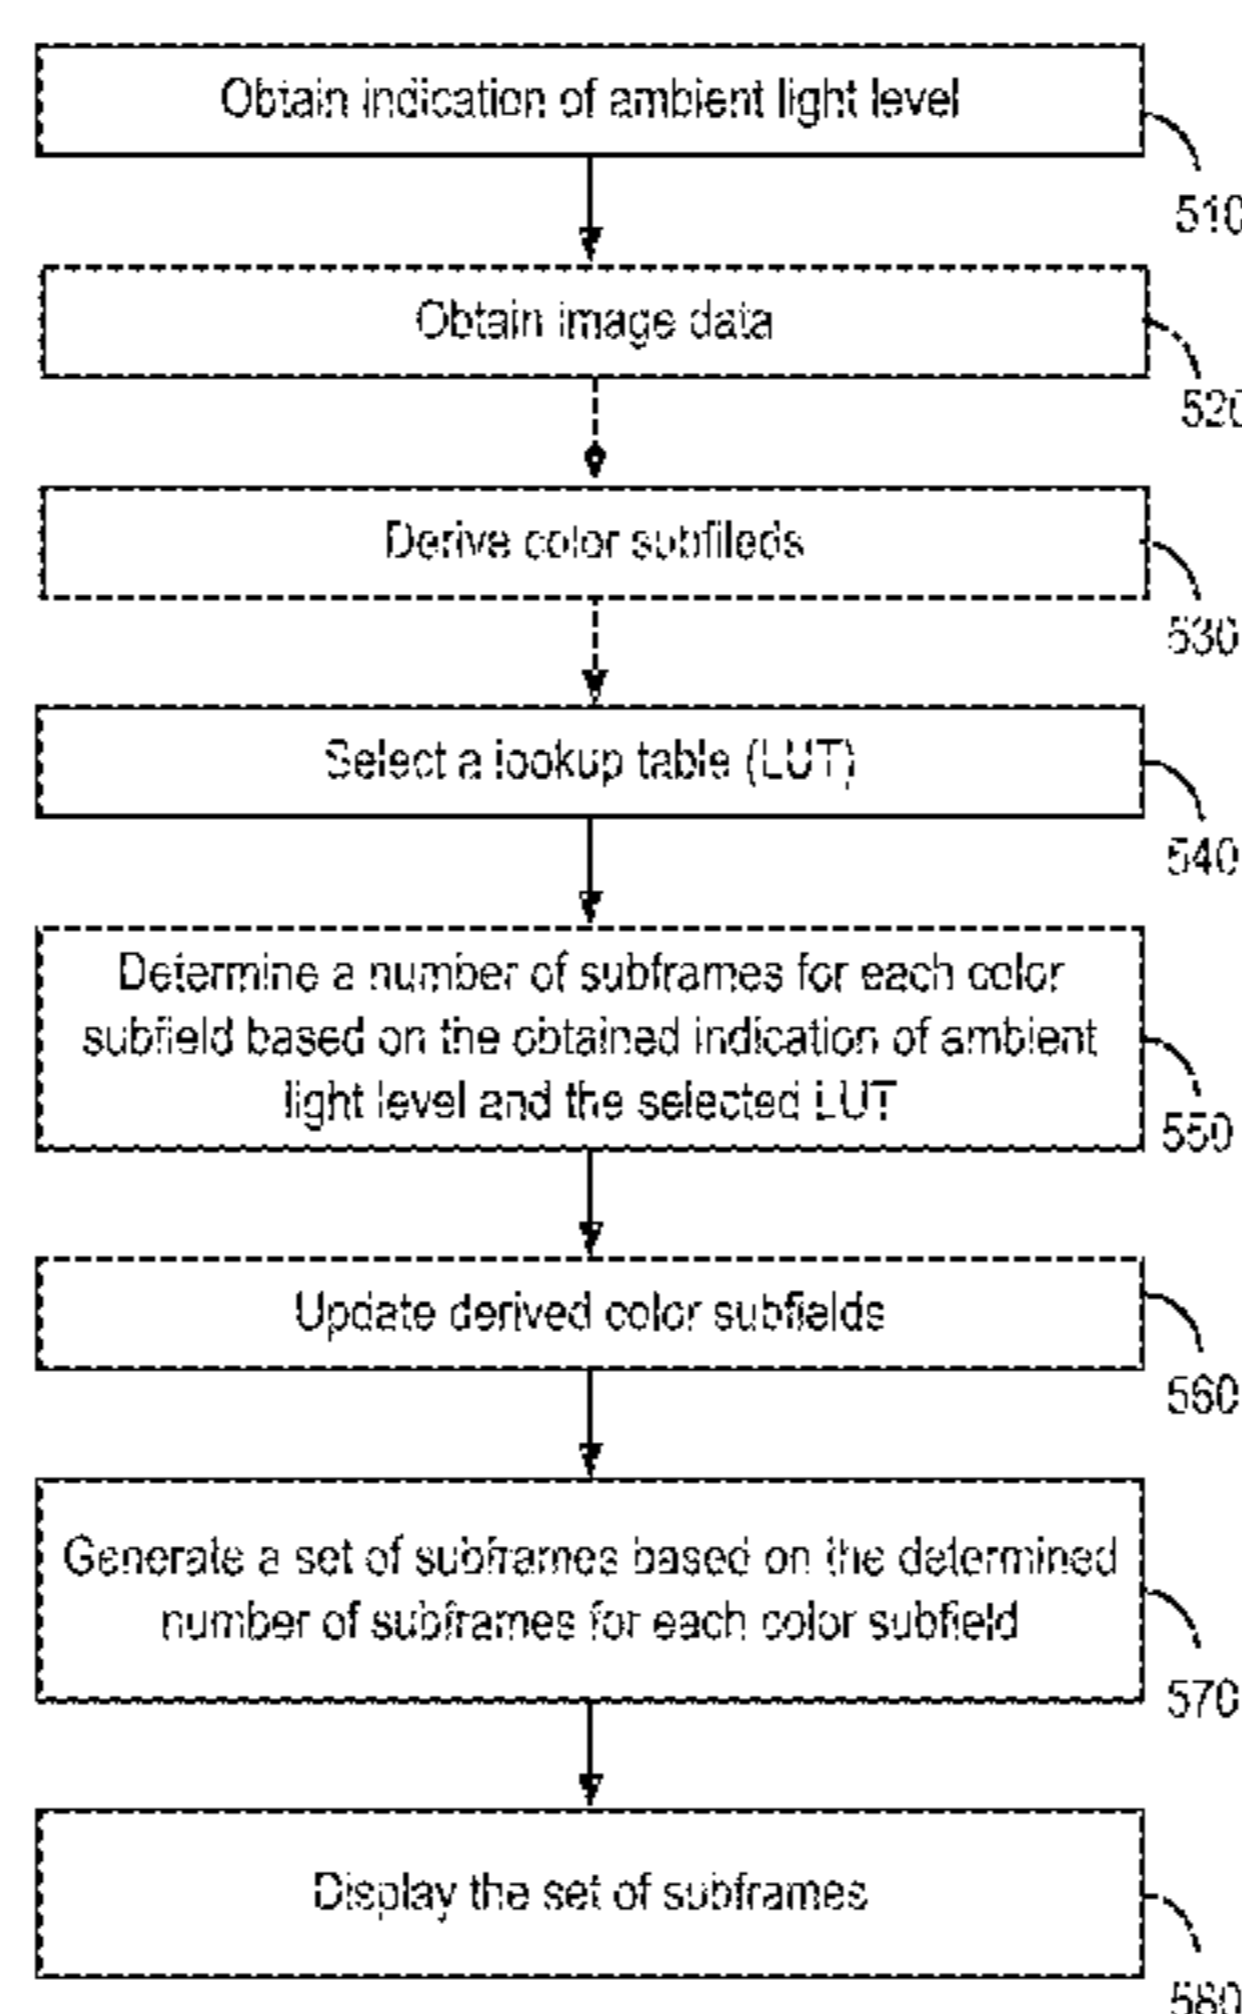 Obtain indication of ambient light level
510
Obtain image data
520
Derive color subfileds
530
Select a lookup table (LUT)
540
Determine a number of subframes for each color
subfield based on the obtained indication of ambient
light level and the selected LUT
550
Update derived color subfields
560
Generate a set of subframes based on the determined
number of subframes for each color subfield
570
Display the set of subframes
580